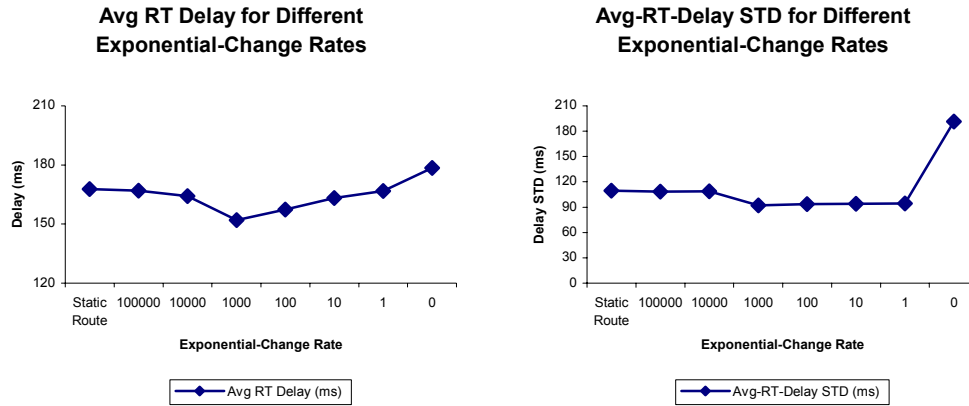 Avg RT Delay for Different
Exponential-Change Rates
210
180
150
120
Delay (ms)
Static
Route
100000
10000
1000
100
10
1
0
Exponential-Change Rate
Avg RT Delay (ms)
Avg-RT-Delay STD for Different
Exponential-Change Rates
210
180
150
120
90
60
30
0
Delay STD (ms)
Static
Route
100000
10000
1000
100
10
1
0
Exponential-Change Rate
Avg-RT-Delay STD (ms)